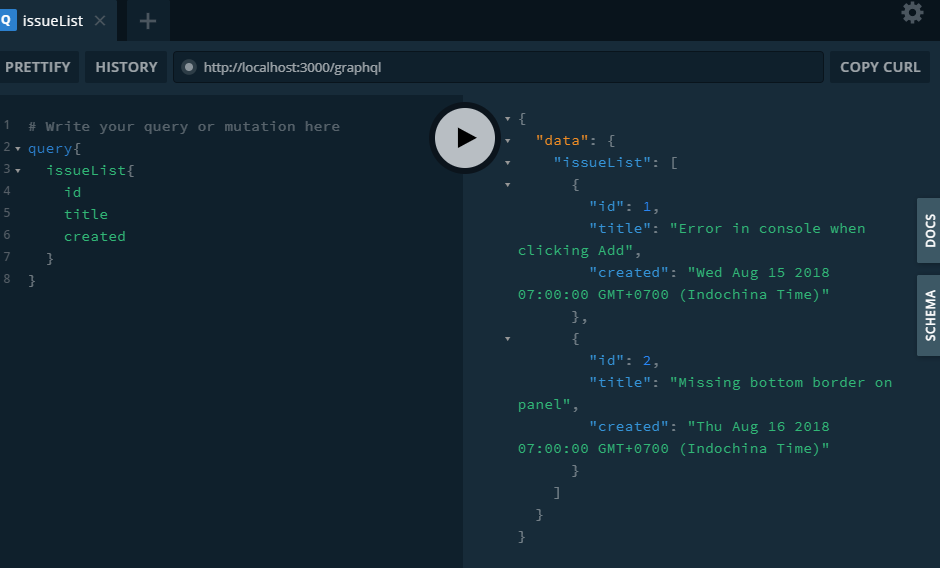 Q issueList
PRETTIFY HISTORY http://localhost:3000/graphql COPY CURL
1 # Write your query or mutation here
2 query{
3 issueList{
4 id
5 title
6 created
7 }
8 }
{
"data": {
"issueList": [
{
"id": 1,
"title": "Error in console when
clicking Add",
"created": "Wed Aug 15 2018
07:00:00 GMT+0700 (Indochina Time)"
},
{
"id": 2,
"title": "Missing bottom border on
panel",
"created": "Thu Aug 16 2018
07:00:00 GMT+0700 (Indochina Time)"
}
]
}
}
DOCS
SCHEMA